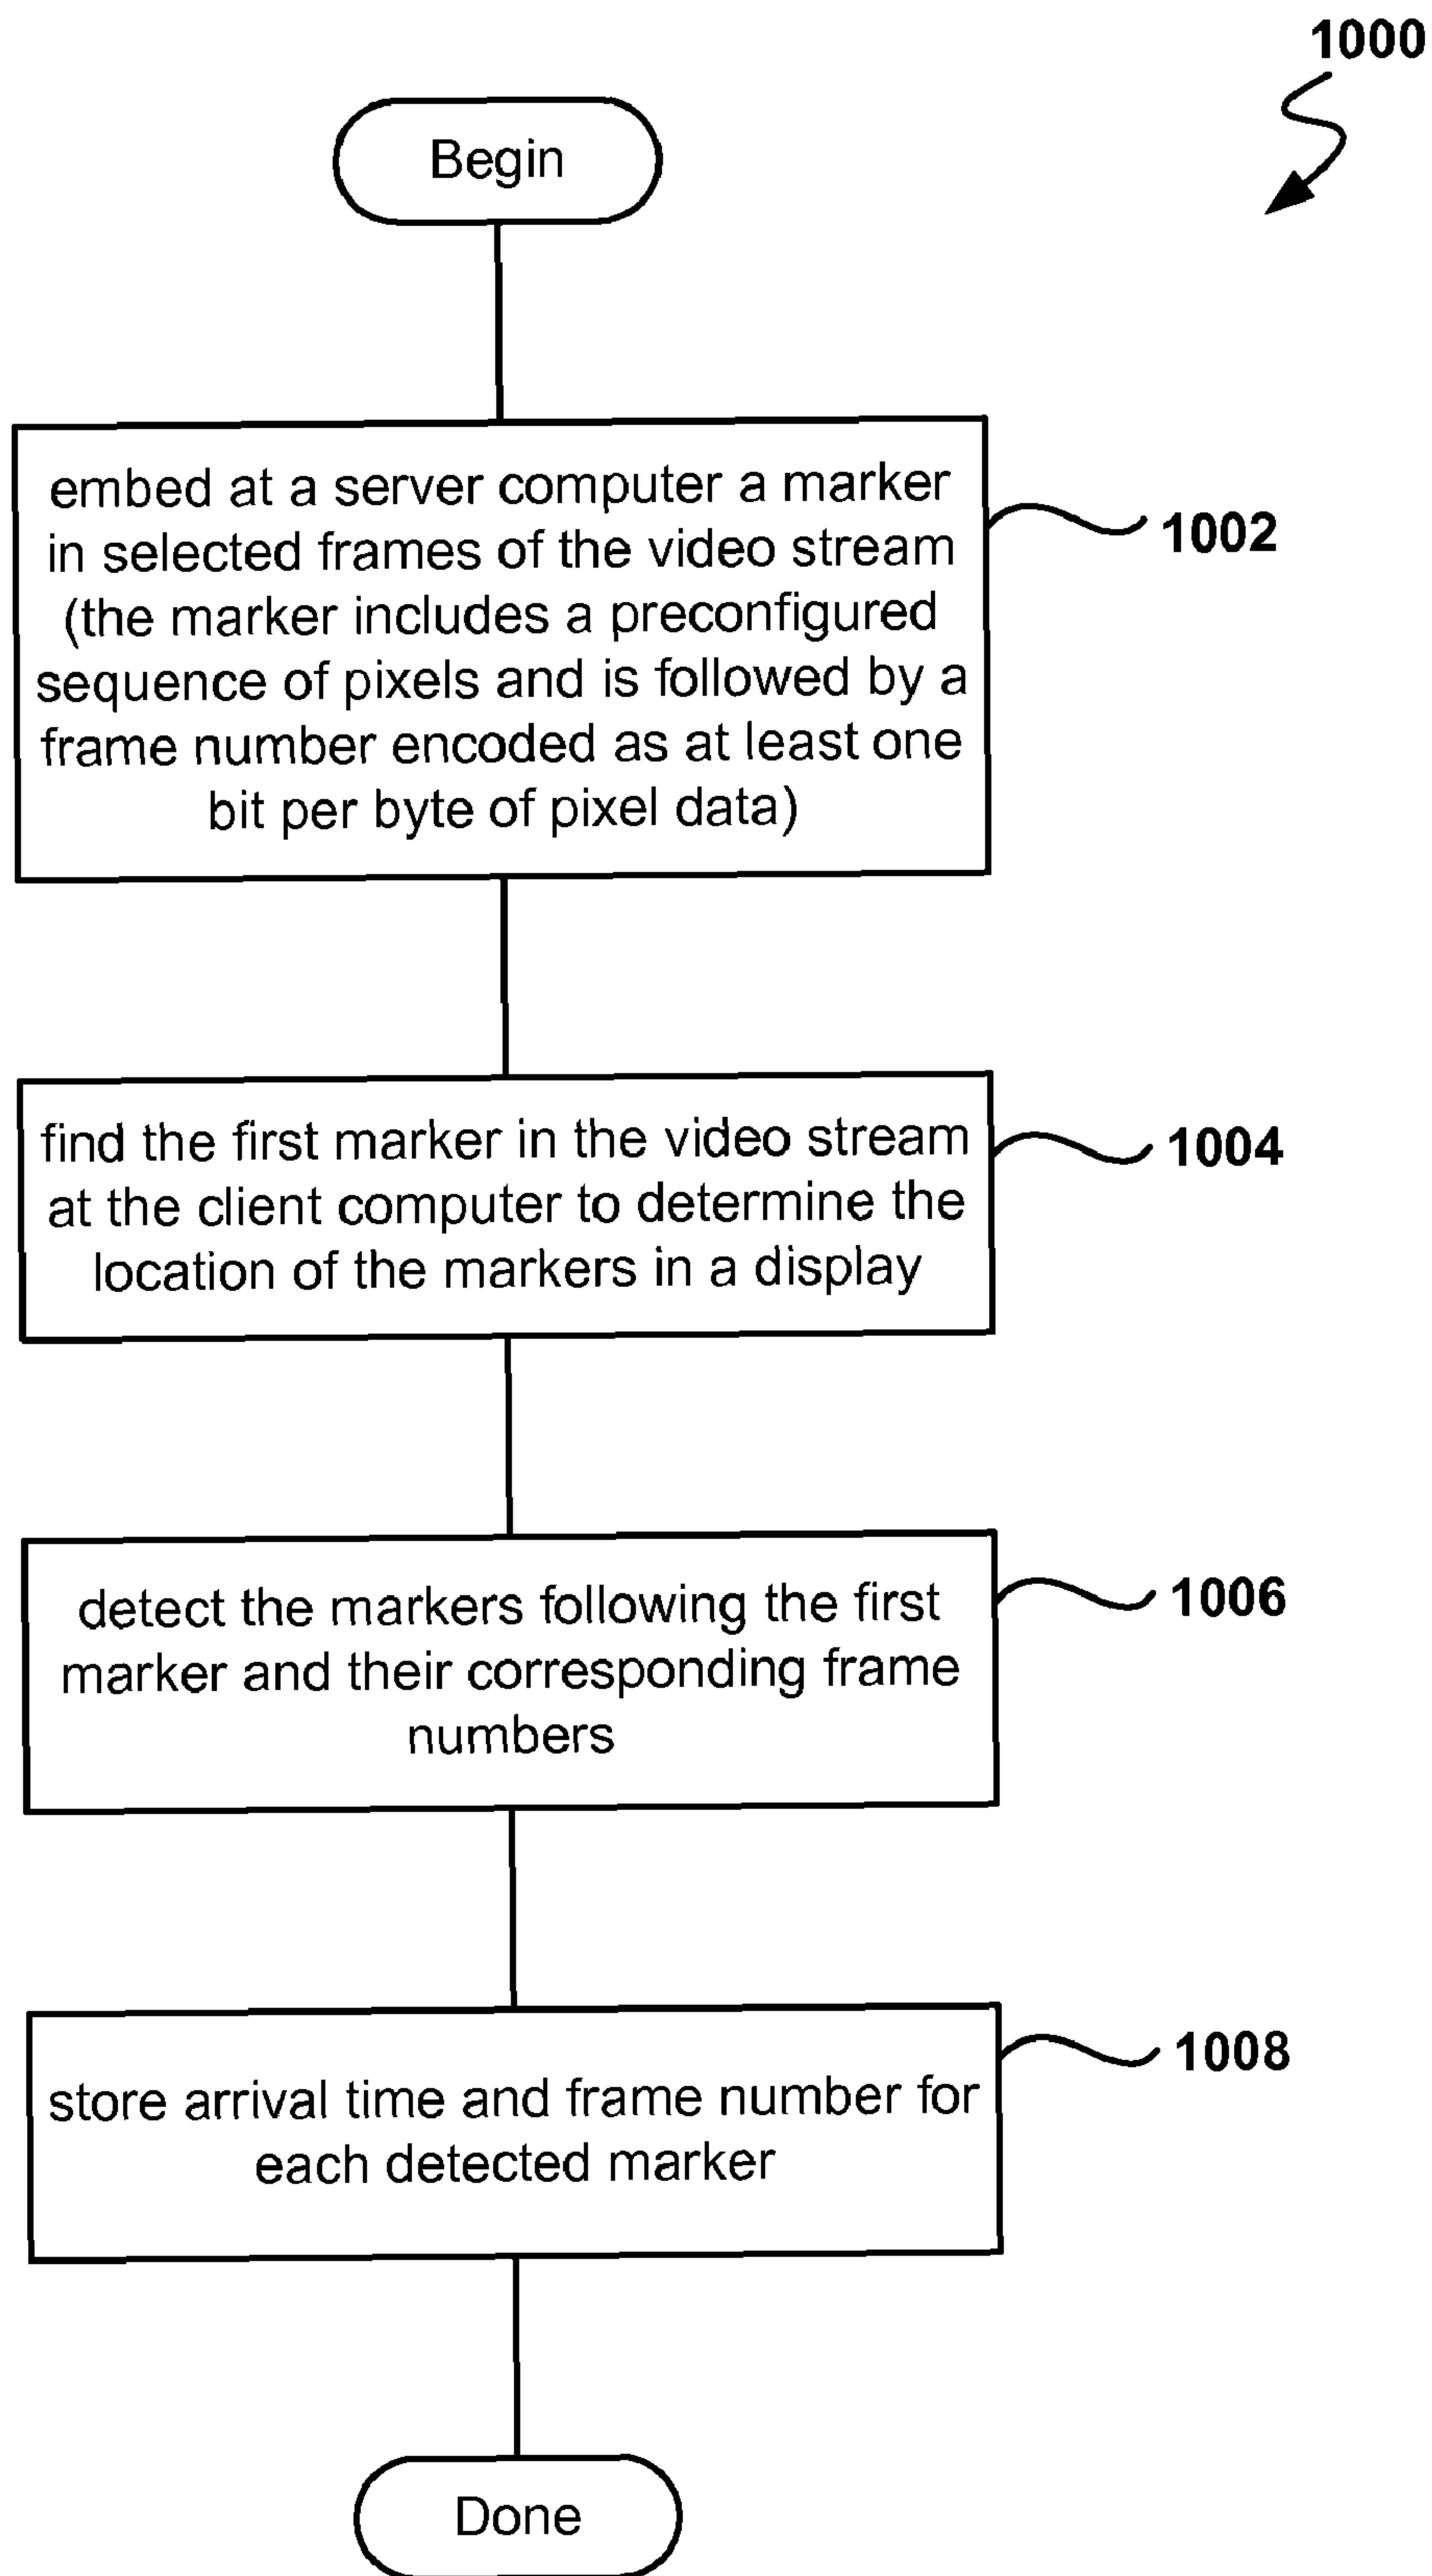 1000
Begin
embed at a server computer a marker
in selected frames of the video stream
(the marker includes a preconfigured
sequence of pixels and is followed by a
frame number encoded as at least one
bit per byte of pixel data)
1002
find the first marker in the video stream
at the client computer to determine the
location of the markers in a display
1004
detect the markers following the first
marker and their corresponding frame
numbers
1006
store arrival time and frame number for
each detected marker
1008
Done